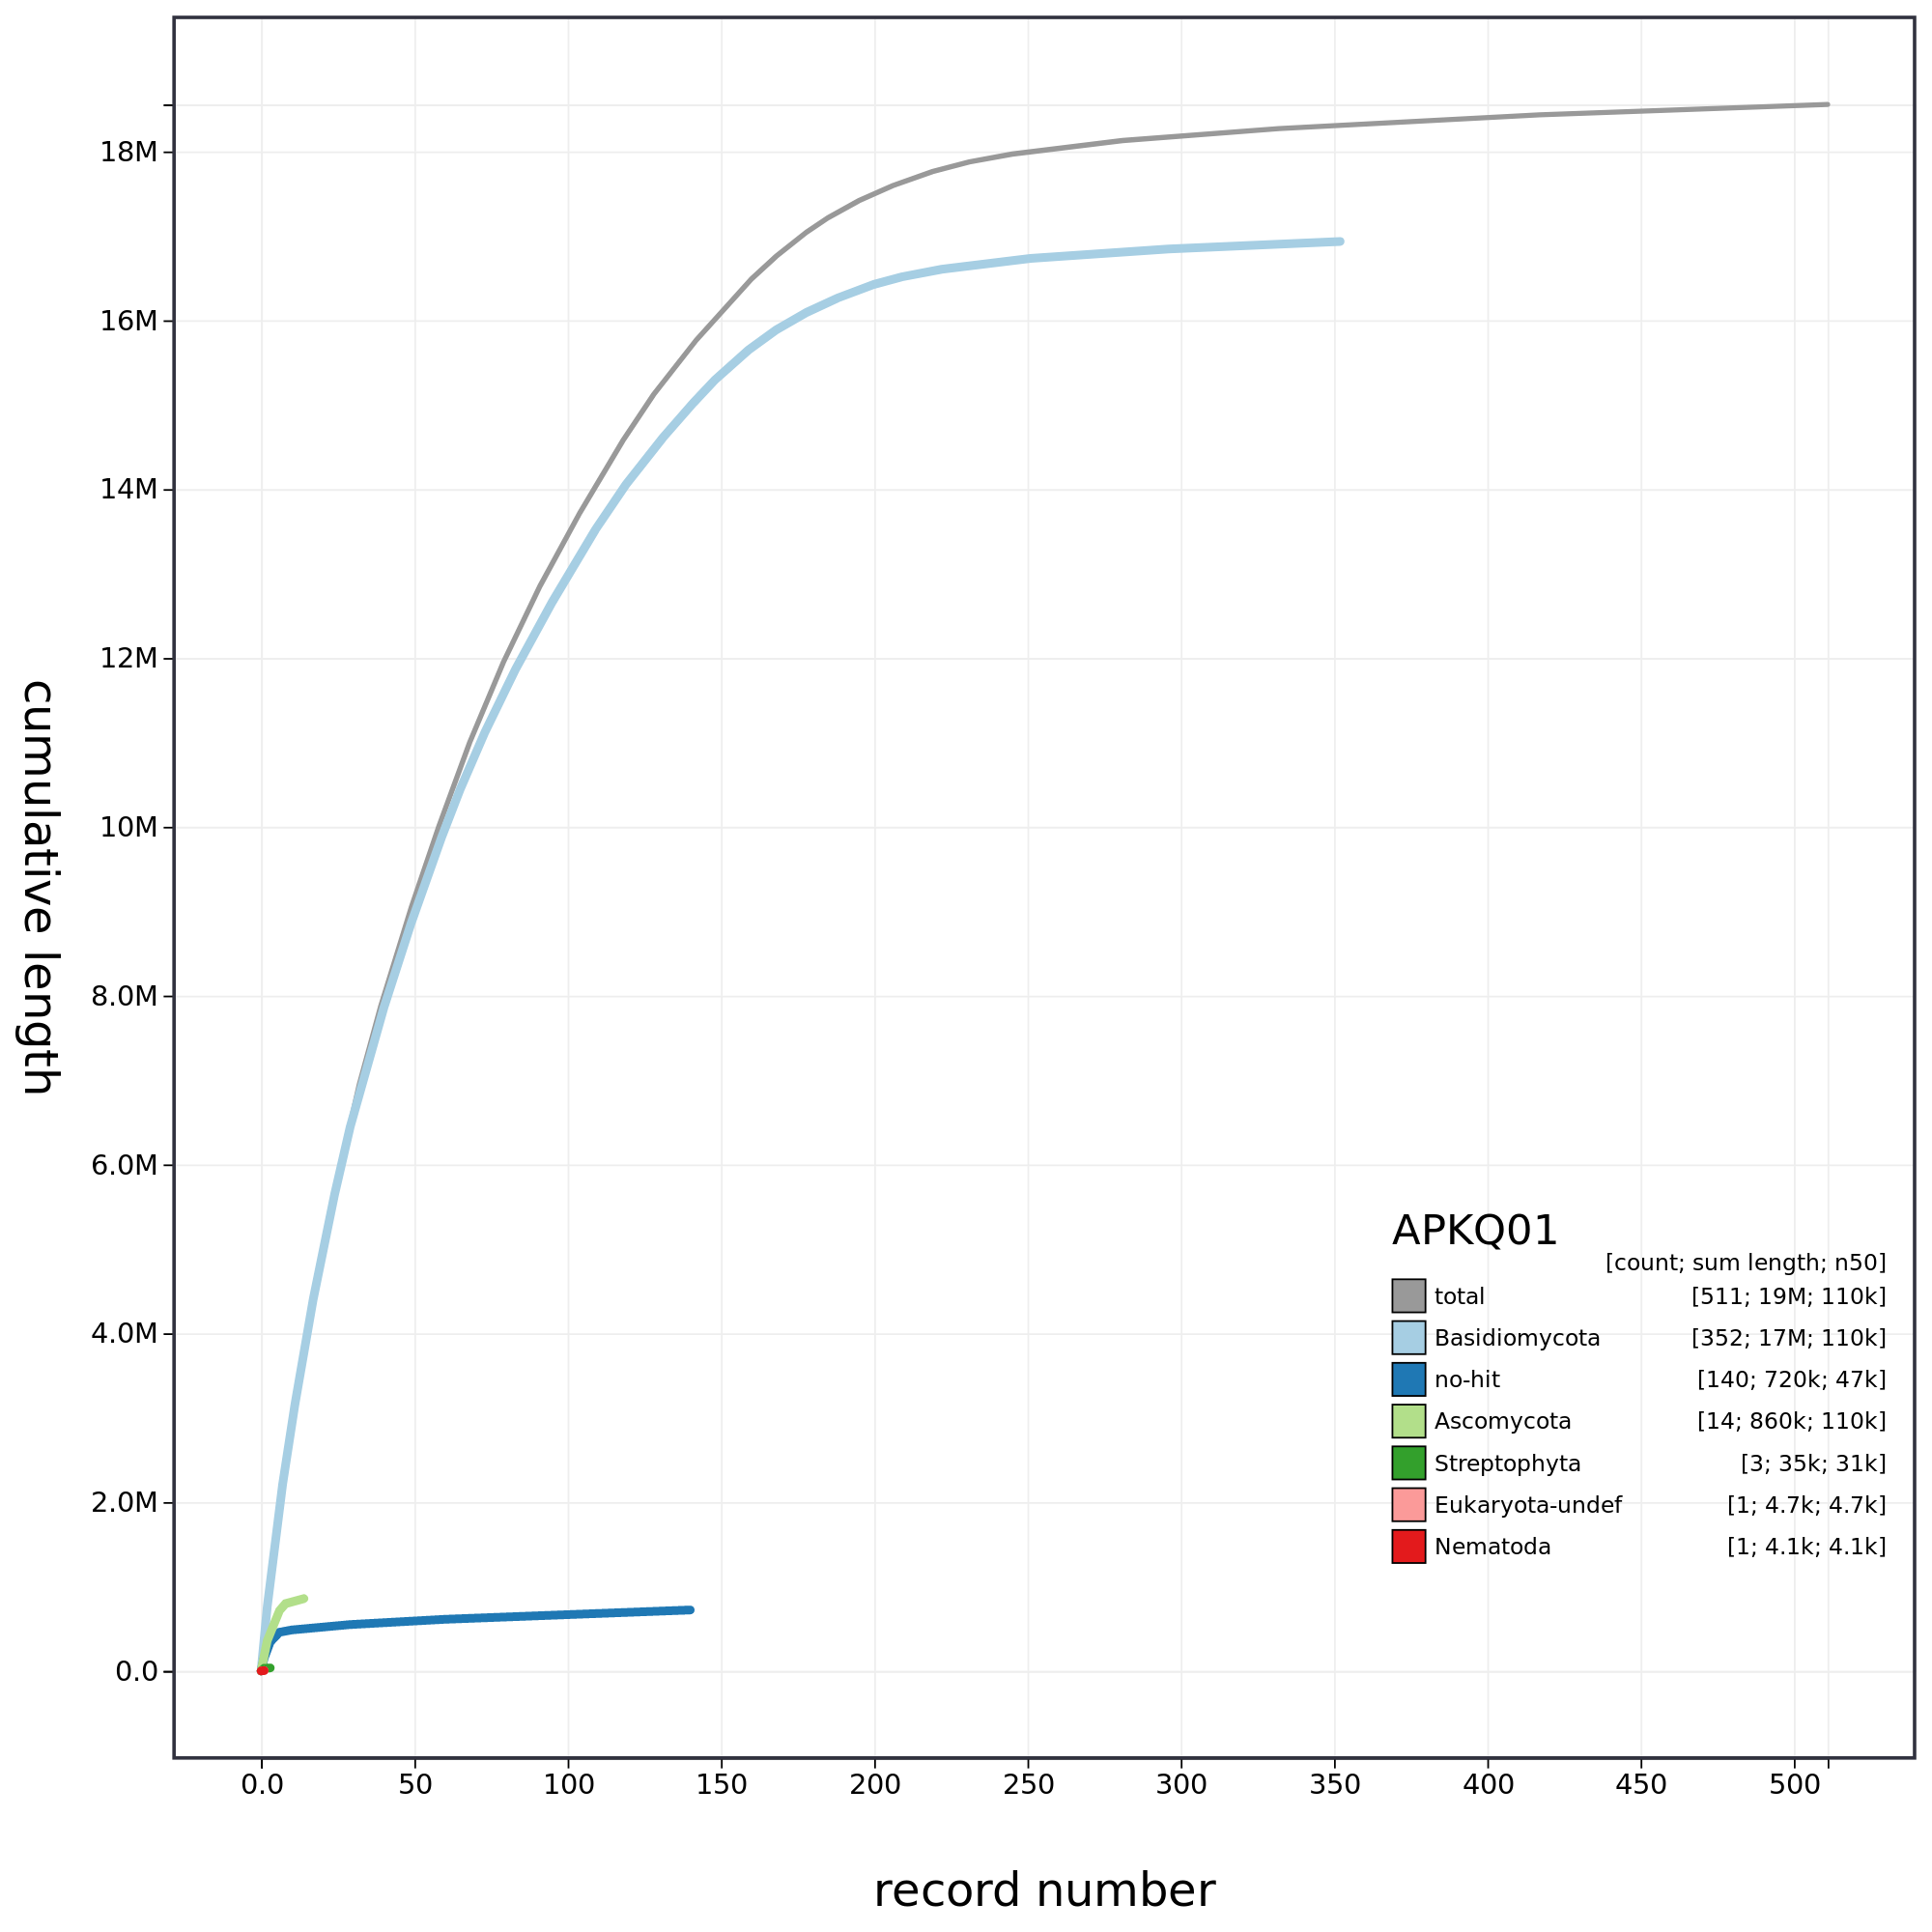 cumulative length
18M
16M
14M
12M
10M
8.0M
6.0M
4.0M
2.0M
0.0
APKQ01
[count; sum length; n50]
total [511; 19M; 110k]
Basidiomycota [352; 17M; 110k]
no-hit [140; 720k; 47k]
Ascomycota [14; 860k; 110k]
Streptophyta [3; 35k; 31k]
Eukaryota-undef [1; 4.7k; 4.7k]
Nematoda [1; 4.1k; 4.1k]
0.0 50 100 150 200 250 300 350 400 450 500
record number